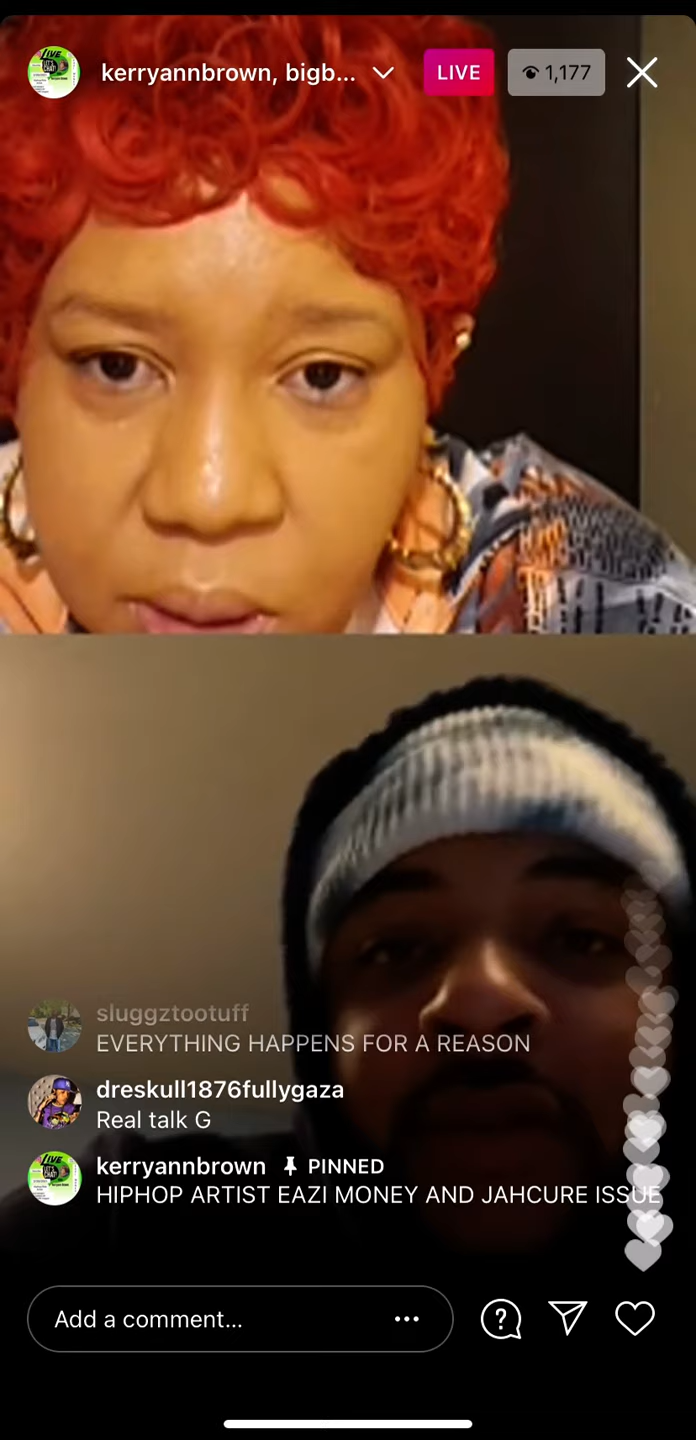 kerryannbrown, bigb...
LIVE
1,177
sluggztootuff
EVERYTHING HAPPENS FOR A REASON
dreskull1876fullygaza
Real talk G
kerryannbrown PINNED
HIPHOP ARTIST EAZI MONEY AND JAHCURE ISSUE
Add a comment...